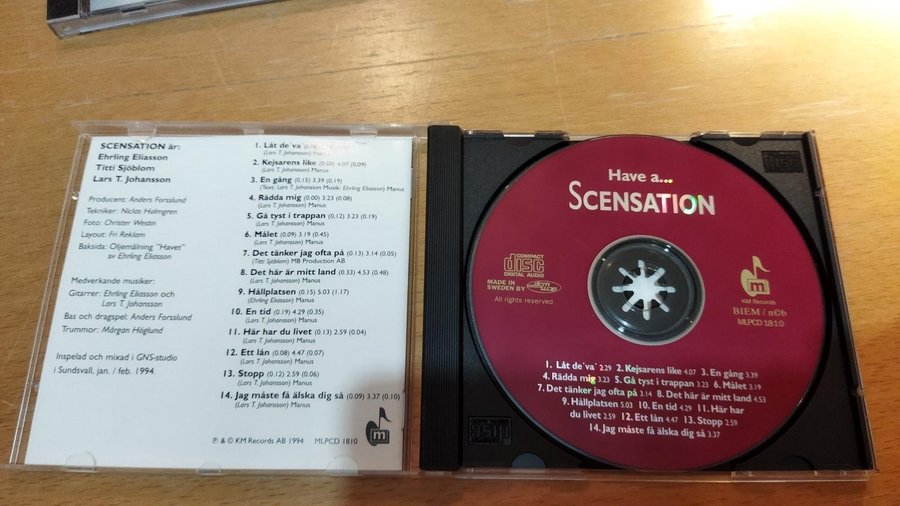 SCENSATION är:
Ehrling Eliasson
Titti Sjöblom
Lars T. Johansson
Producent: Anders Forsslund
Tekniker: Niclas Holmgren
Foto: Christer Westin
Layout: Fri Reklam
Baksida: Oljemålning "Havet"
av Ehrling Eliasson
Medverkande musiker:
Gitarrer: Ehrling Eliasson och
Lars T. Johansson
Bas och dragspel: Anders Forsslund
Trummor: Mårgan Höglund
Inspelad och mixad i GNS-studio
i Sundsvall, jan. / feb. 1994.
1. Låt de´va´
(Lars T. Johansson) Manus
2. Kejsarens like (0.08) 4.07 (0.09)
(Lars T. Johansson) Manus
3. En gång (0.15) 3.39 (0.19)
(Text: Lars T. Johansson Musik: Ehrling Eliasson) Manus
4. Rädda mig (0.00) 3.23 (0.08)
(Lars T. Johansson) Manus
5. Gå tyst i trappan (0.12) 3.23 (0.19)
(Lars T. Johansson) Manus
6. Målet (0.09) 3.19 (0.45)
(Lars T. Johansson) Manus
7. Det tänker jag ofta på (0.13) 3.14 (0.05)
(Titti Sjöblom) MB Production AB
8. Det här är mitt land (0.33) 4.53 (0.48)
(Lars T. Johansson) Manus
9. Hållplatsen (0.15) 5.03 (1.17)
(Ehrling Eliasson) Manus
10. En tid (0.19) 4.29 (0.35)
(Lars T. Johansson) Manus
11. Här har du livet (0.13) 2.59 (0.04)
(Lars T. Johansson) Manus
12. Ett lån (0.08) 4.47 (0.07)
(Lars T. Johansson) Manus
13. Stopp (0.12) 2.59 (0.06)
(Lars T. Johansson) Manus
14. Jag måste få älska dig så (0.09) 3.37 (0.10)
(Lars T. Johansson) Manus
℗ & © KM Records AB 1994 MLPCD 1810
m
Have a...
SCENSATION
COMPACT
disc
DIGITAL AUDIO
MADE IN
SWEDEN BY
All rights reserved
m
KM Records
BIEM / n©b
MLPCD 1810
1. Låt de´va´ 2.29 2. Kejsarens like 4.07 3. En gång 3.39
4. Rädda mig 3.23 5. Gå tyst i trappan 3.23 6. Målet 3.19
7. Det tänker jag ofta på 3.14 8. Det här är mitt land 4.53
9. Hållplatsen 5.03 10. En tid 4.29 11. Här har
du livet 2.59 12. Ett lån 4.47 13. Stopp 2.59
14. Jag måste få älska dig så 3.37